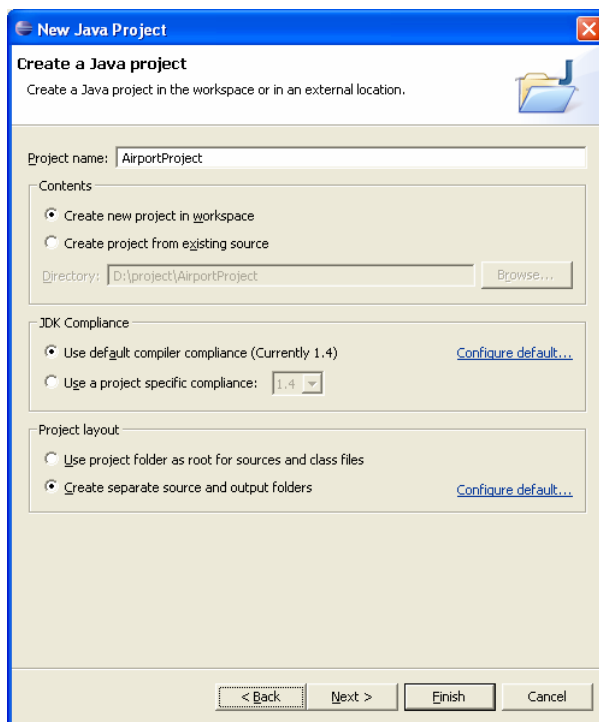 New Java Project
Create a Java project
Create a Java project in the workspace or in an external location.
Project name: AirportProject
Contents
Create new project in workspace
Create project from existing source
Directory: D:\project\AirportProject Browse...
JDK Compliance
Use default compiler compliance (Currently 1.4) Configure default...
Use a project specific compliance: 1.4
Project layout
Use project folder as root for sources and class files
Create separate source and output folders Configure default...
< Back Next > Finish Cancel